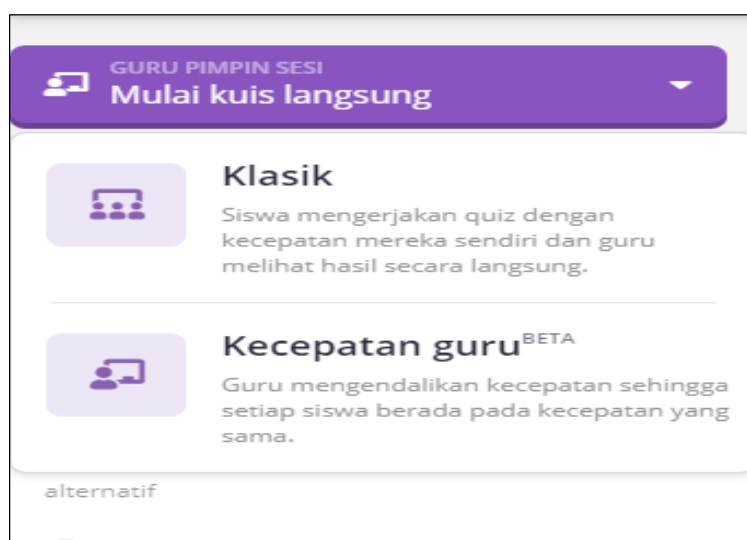 GURU PIMPIN SESI
Mulai kuis langsung
Klasik
Siswa mengerjakan quiz dengan
kecepatan mereka sendiri dan guru
melihat hasil secara langsung.
Kecepatan guru BETA
Guru mengendalikan kecepatan sehingga
setiap siswa berada pada kecepatan yang
sama.
alternatif